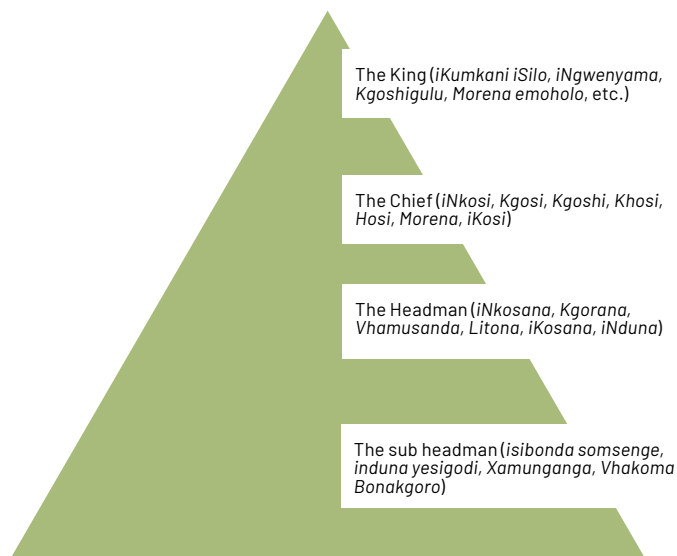 The King (iKumkani iSilo, iNgwenyama,
Kgoshigulu, Morena emoholo, etc.)
The Chief (iNkosi, Kgosi, Kgoshi, Khosi,
Hosi, Morena, iKosi)
The Headman (iNkosana, Kgorana,
Vhamusanda, Litona, iKosana, iNduna)
The sub headman (isibonda somsenge,
induna yesigodi, Xamunganga, Vhakoma
Bonakgoro)